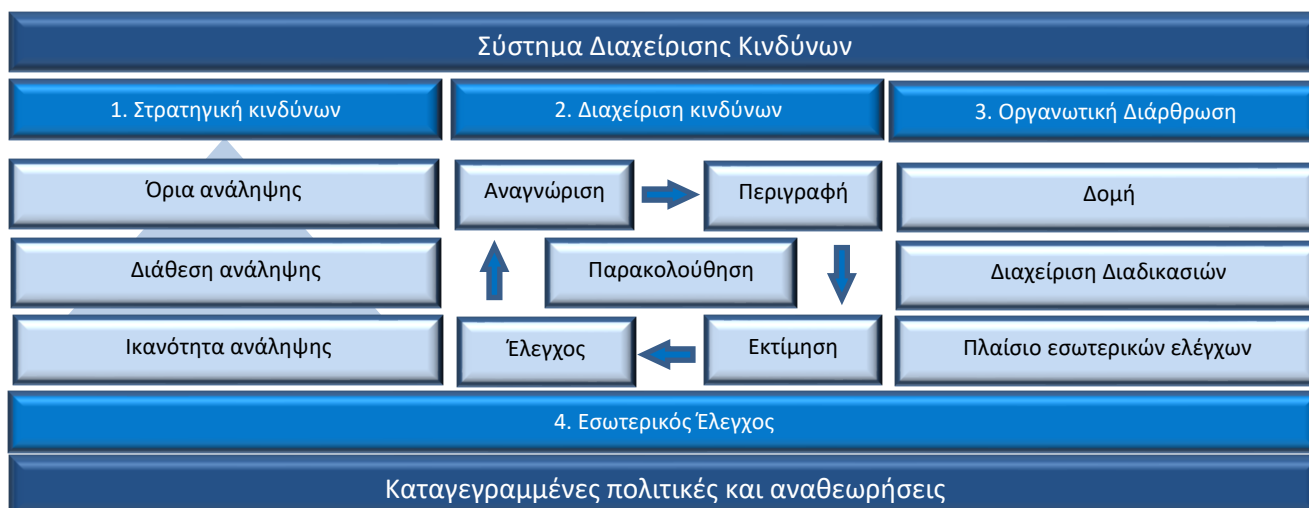 Σύστημα Διαχείρισης Κινδύνων
1. Στρατηγική κινδύνων
2. Διαχείριση κινδύνων
3. Οργανωτική Διάρθρωση
Όρια ανάληψης
Αναγνώριση
Περιγραφή
Δομή
Διάθεση ανάληψης
Παρακολούθηση
Διαχείριση Διαδικασιών
Ικανότητα ανάληψης
Έλεγχος
Εκτίμηση
Πλαίσιο εσωτερικών ελέγχων
4. Εσωτερικός Έλεγχος
Καταγεγραμμένες πολιτικές και αναθεωρήσεις